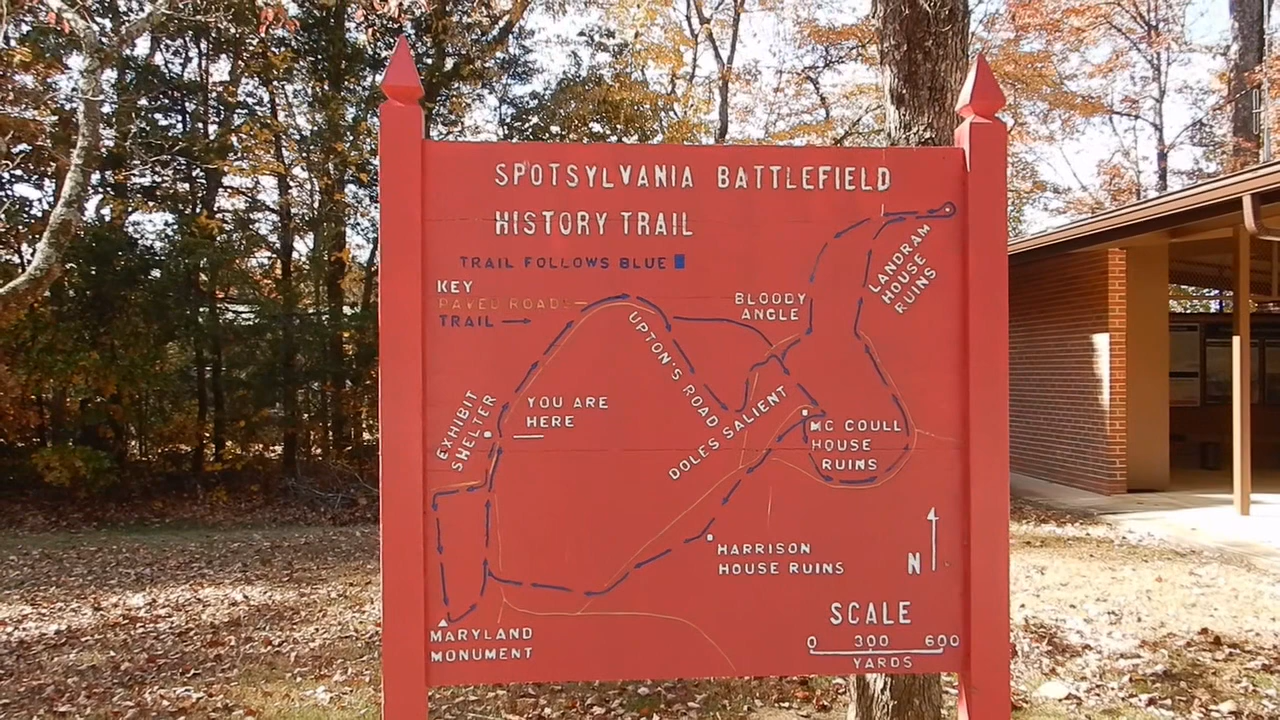 SPOTSYLVANIA BATTLEFIELD
HISTORY TRAIL
TRAIL FOLLOWS BLUE
KEY
PAVED ROADS
TRAIL
BLOODY
ANGLE
LANDRAM
HOUSE
RUINS
UPTON'S ROAD
DOLES SALIENT
EXHIBIT
SHELTER
YOU ARE
HERE
MC COULL
HOUSE
RUINS
HARRISON
HOUSE RUINS
N
MARYLAND
MONUMENT
SCALE
0 300 600
YARDS